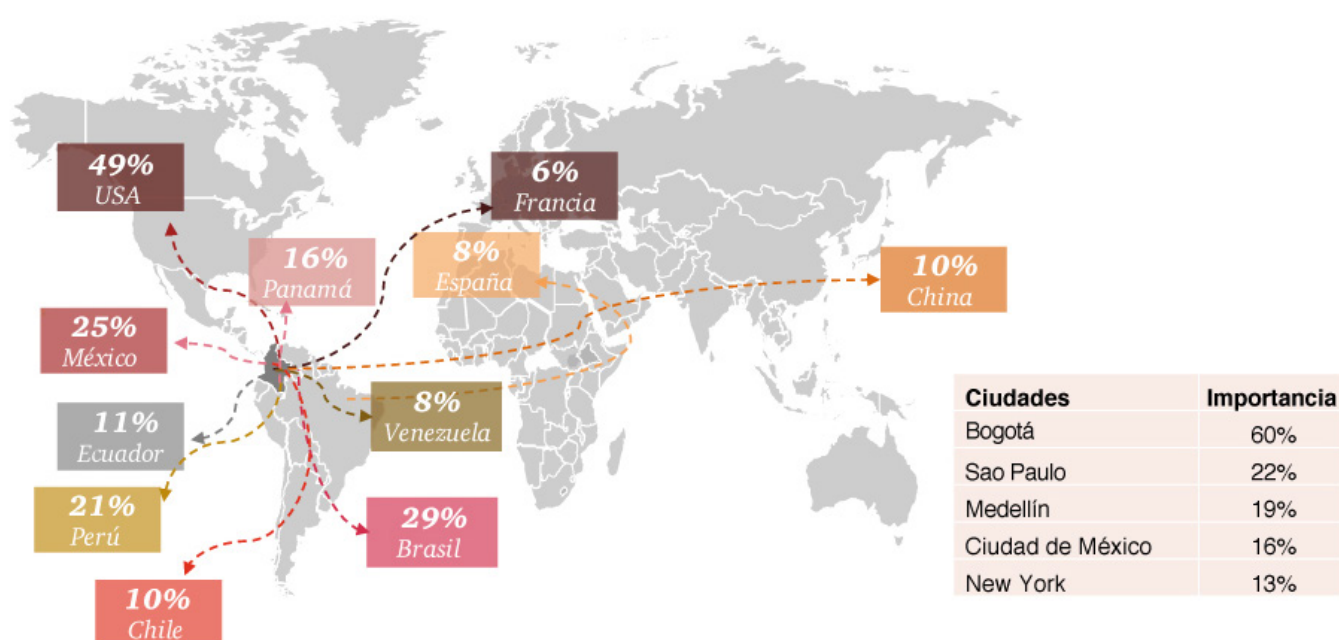 49%
USA
6%
Francia
16%
Panamá
8%
España
10%
China
25%
México
11%
Ecuador
8%
Venezuela
21%
Perú
29%
Brasil
10%
Chile
Ciudades Importancia
Bogotá 60%
Sao Paulo 22%
Medellín 19%
Ciudad de México 16%
New York 13%